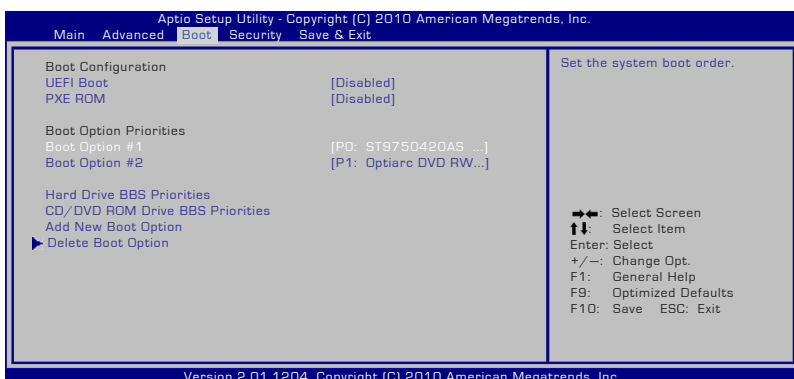 Aptio Setup Utility - Copyright (C) 2010 American Megatrends, Inc.
Main Advanced Boot Security Save & Exit
Boot Configuration
UEFI Boot [Disabled]
PXE ROM [Disabled]
Boot Option Priorities
Boot Option #1 [P0: ST9750420AS ...]
Boot Option #2 [P1: Optiarc DVD RW...]
Hard Drive BBS Priorities
CD/DVD ROM Drive BBS Priorities
Add New Boot Option
Delete Boot Option
Set the system boot order.
→←: Select Screen
↑↓: Select Item
Enter: Select
+/—: Change Opt.
F1: General Help
F9: Optimized Defaults
F10: Save ESC: Exit
Version 2.01.1204. Copyright (C) 2010 American Megatrends, Inc.